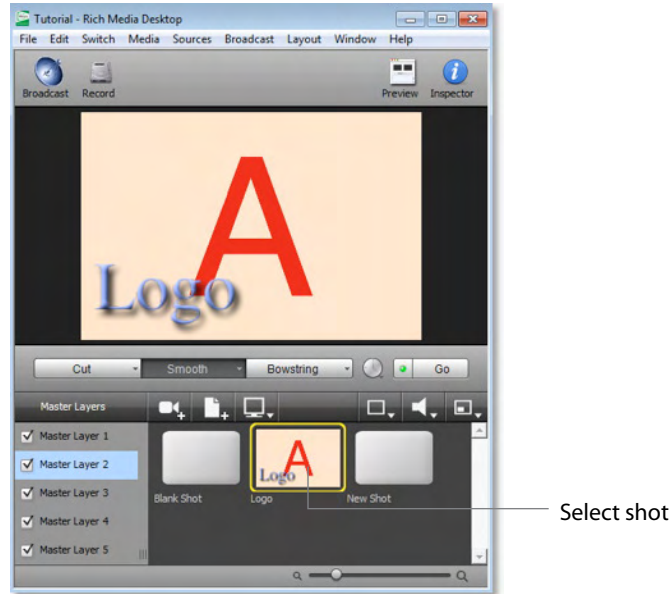 Tutorial - Rich Media Desktop
File Edit Switch Media Sources Broadcast Layout Window Help
Broadcast Record Preview Inspector
A
Logo
Cut Smooth Bowstring Go
Master Layers
Master Layer 1
Master Layer 2
Master Layer 3
Master Layer 4
Master Layer 5
A
Logo
Blank Shot Logo New Shot
Select shot